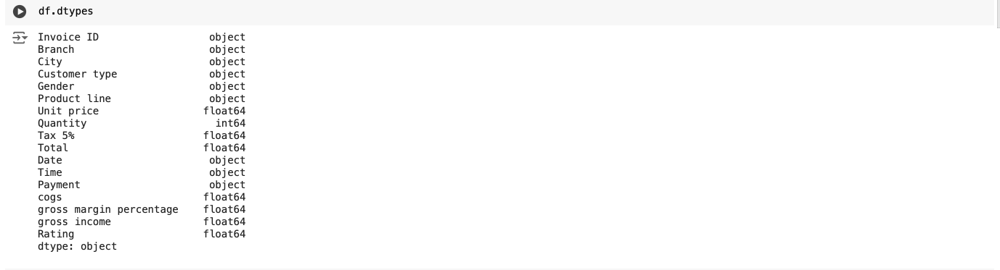 df.dtypes
Invoice ID object
Branch object
City object
Customer type object
Gender object
Product line object
Unit price float64
Quantity int64
Tax 5% float64
Total float64
Date object
Time object
Payment object
cogs float64
gross margin percentage float64
gross income float64
Rating float64
dtype: object